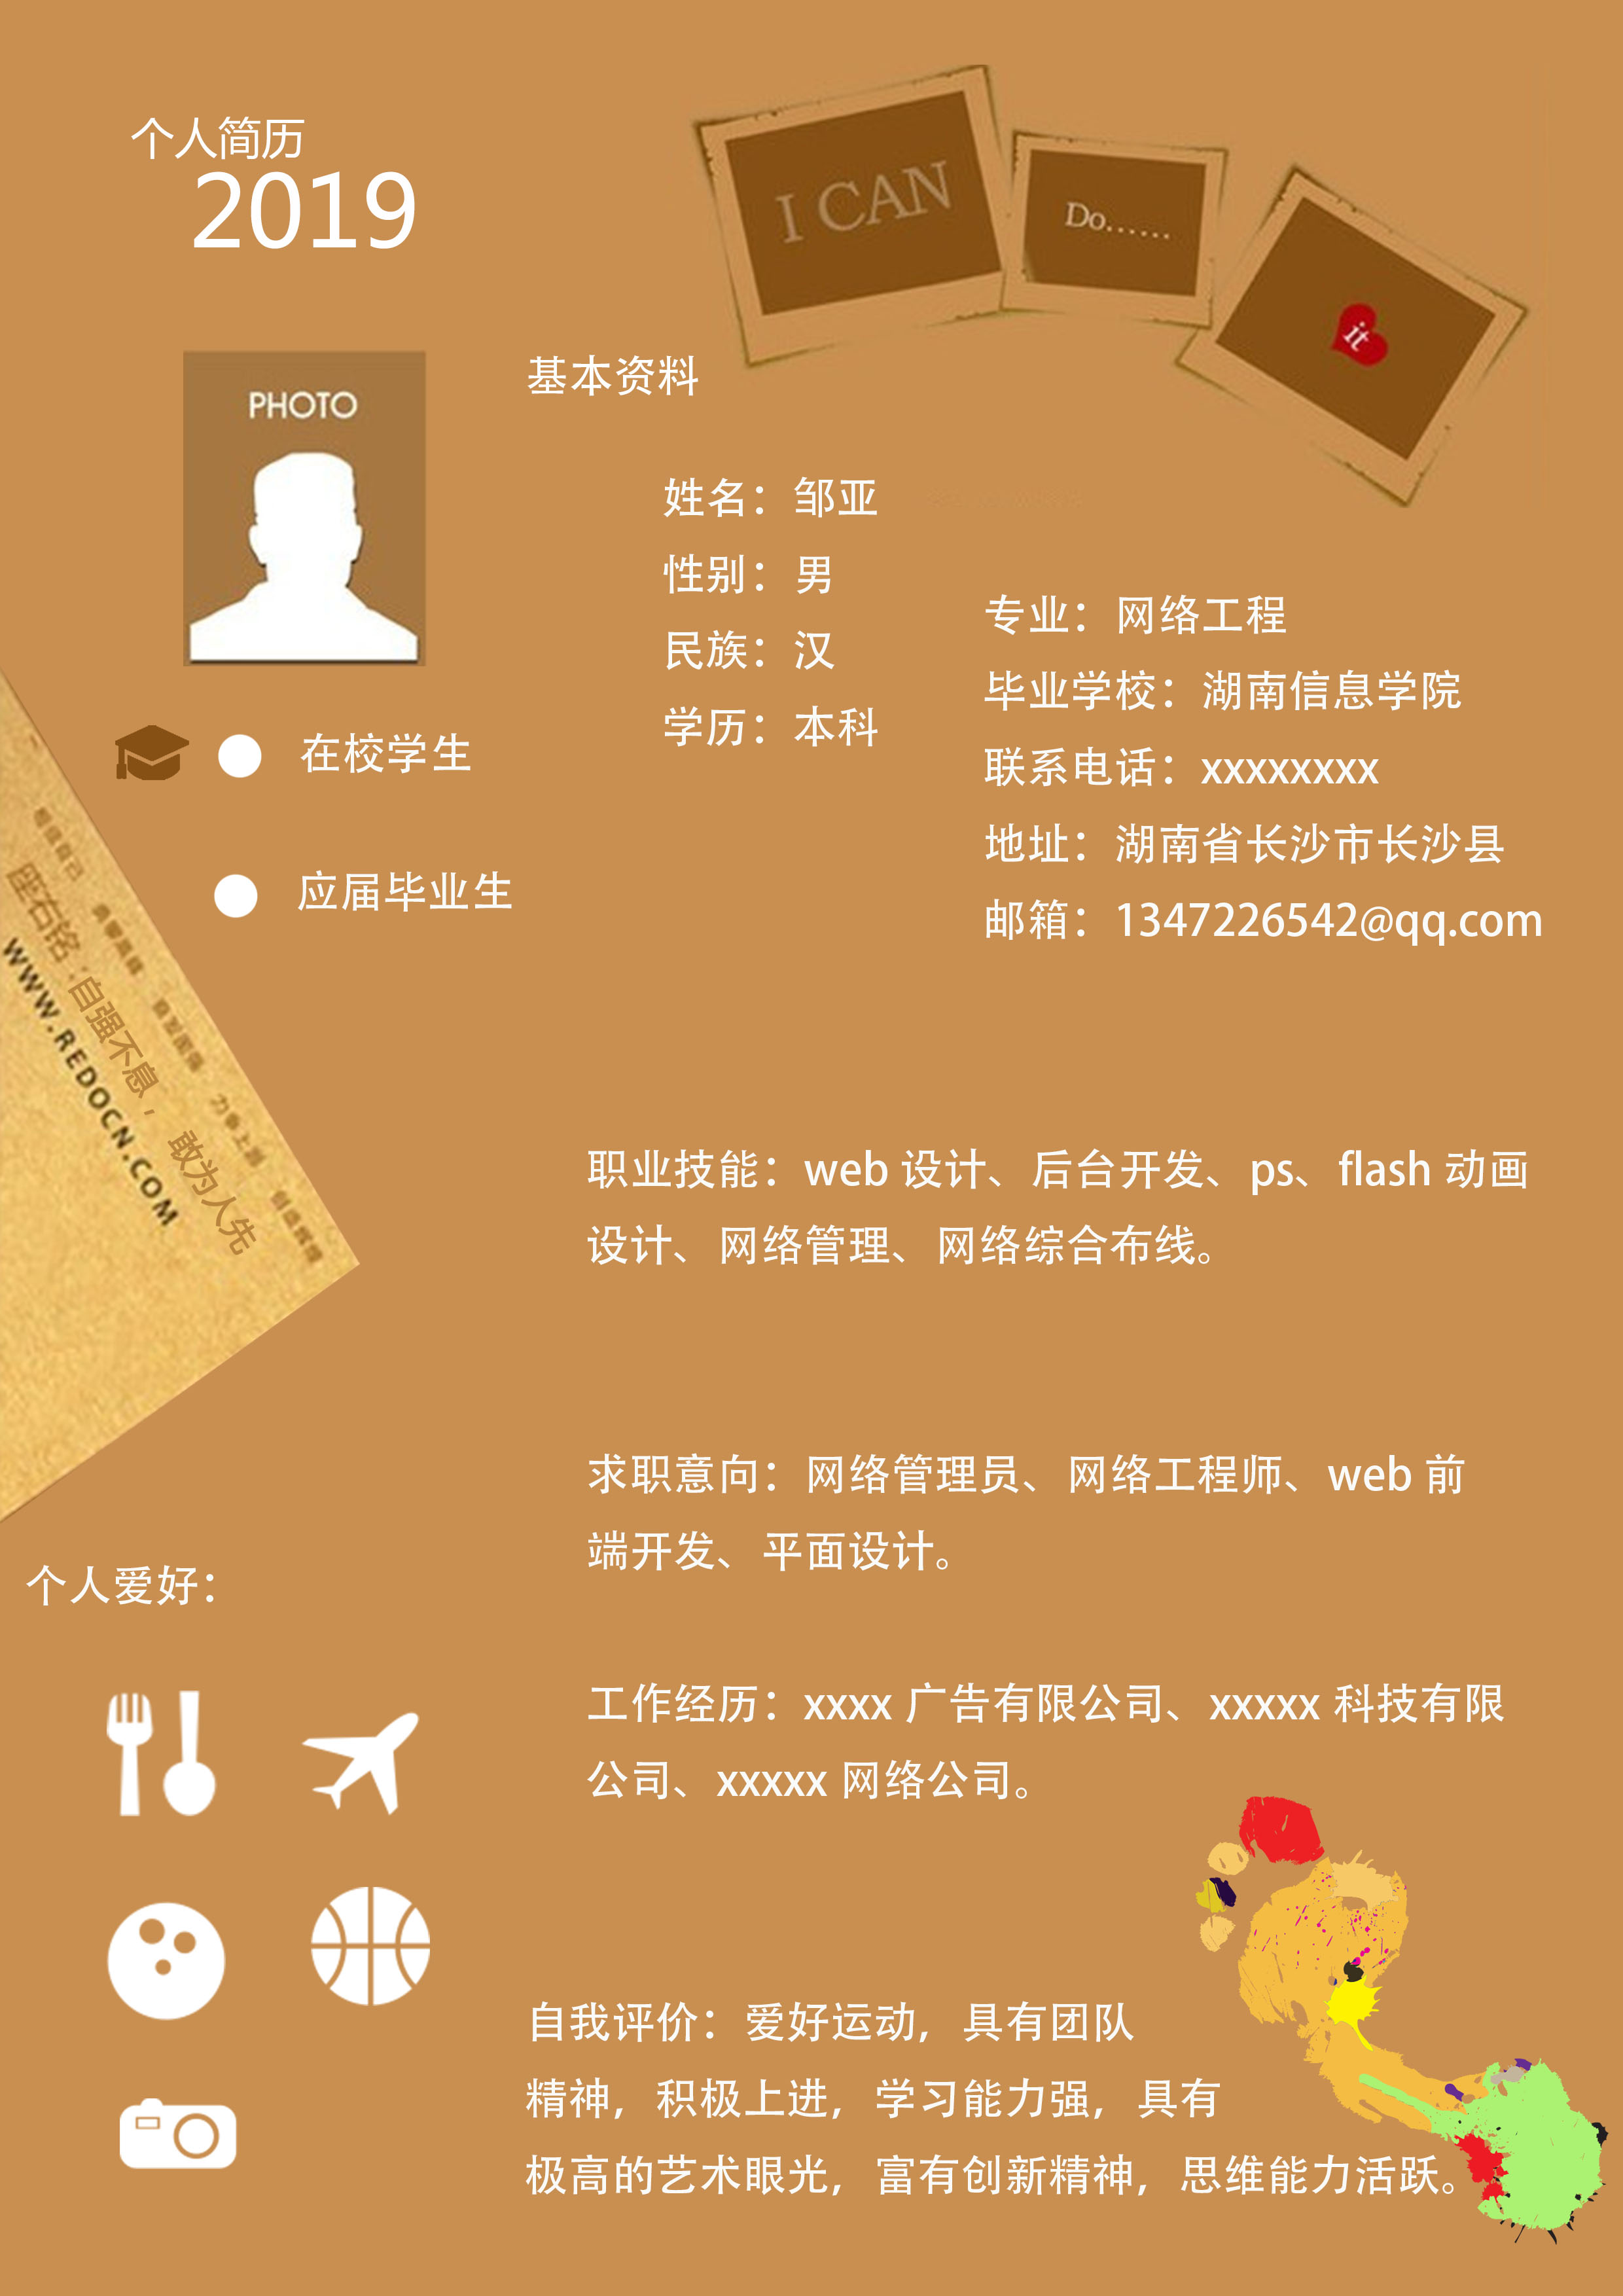 个人简历
2019
I CAN
Do......
it
PHOTO
基本资料
姓名：邹亚
性别：男
民族：汉
学历：本科
专业：网络工程
毕业学校：湖南信息学院
联系电话：xxxxxxxx
地址：湖南省长沙市长沙县
邮箱：1347226542@qq.com
在校学生
应届毕业生
座右铭：自强不息，敢为人先
WWW.REDOCN.COM
职业技能：web 设计、后台开发、ps、flash 动画
设计、网络管理、网络综合布线。
求职意向：网络管理员、网络工程师、web 前
端开发、平面设计。
个人爱好：
工作经历：xxxx 广告有限公司、xxxxx 科技有限
公司、xxxxx 网络公司。
自我评价：爱好运动，具有团队
精神，积极上进，学习能力强，具有
极高的艺术眼光，富有创新精神，思维能力活跃。